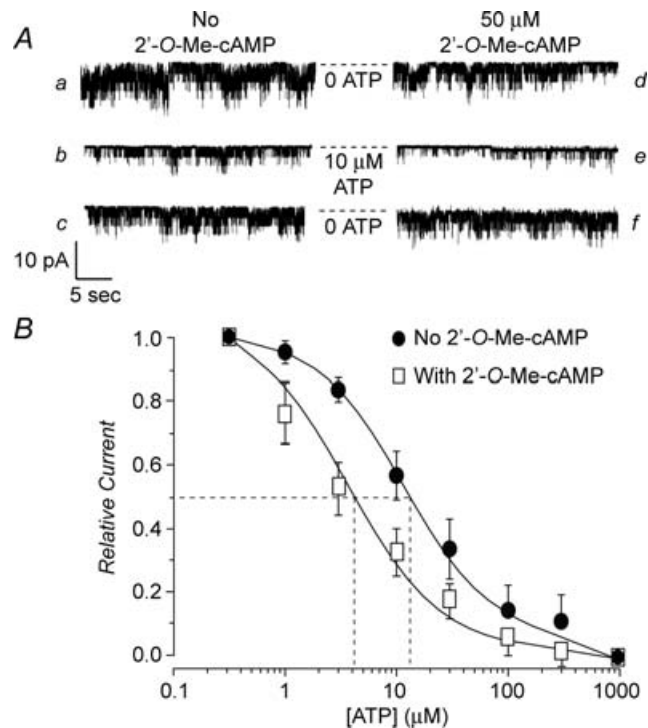 A
No
2'-O-Me-cAMP
50 μM
2'-O-Me-cAMP
a
0 ATP
d
b
10 μM
ATP
e
c
0 ATP
f
10 pA
5 sec
B
No 2'-O-Me-cAMP
With 2'-O-Me-cAMP
Relative Current
1.0
0.8
0.6
0.4
0.2
0.0
0.1
1
10
100
1000
[ATP] (μM)